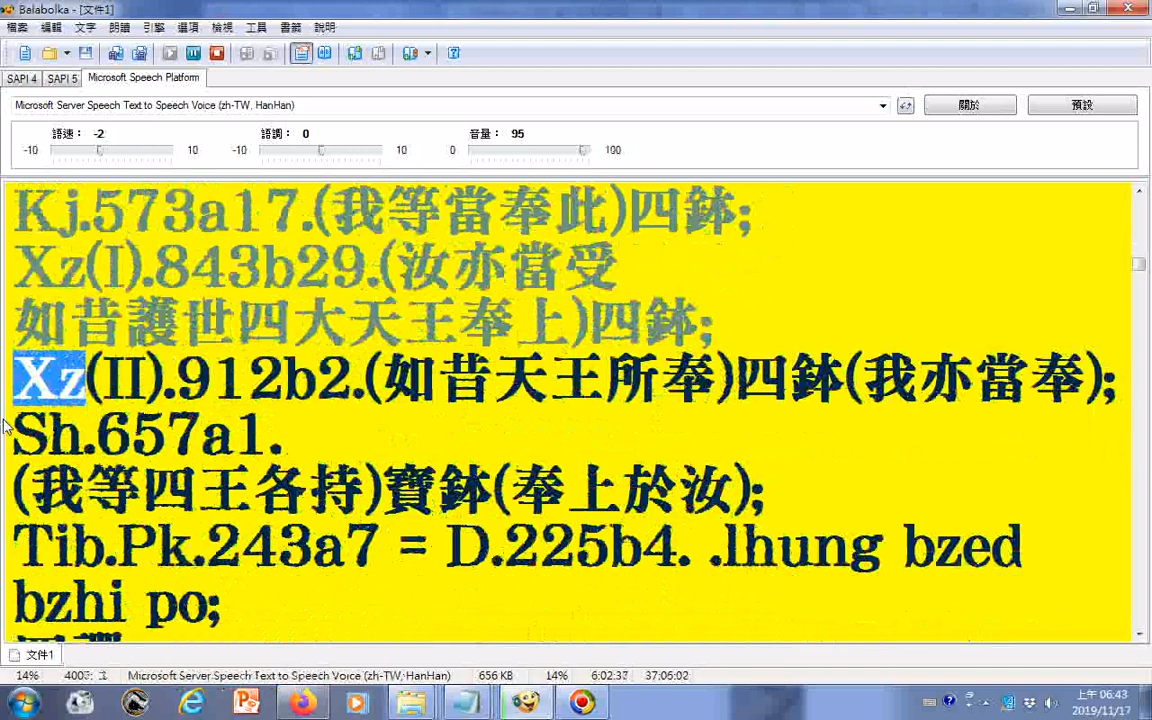 Balabolka - [文件1]
檔案 編輯 文字 朗讀 引擎 選項 檢視 工具 書籤 說明
SAPI 4 SAPI 5 Microsoft Speech Platform
Microsoft Server Speech Text to Speech Voice (zh-TW, HanHan) 關於 預設
語速： -2 語調： 0 音量： 95
-10 10 -10 10 0 100
Kj.573a17.(我等當奉此)四鉢;
Xz(I).843b29.(汝亦當受
如昔護世四大天王奉上)四鉢;
Xz(II).912b2.(如昔天王所奉)四鉢(我亦當奉);
Sh.657a1.
(我等四王各持)寶鉢(奉上於汝);
Tib.Pk.243a7 = D.225b4. .lhung bzed
bzhi po;
文件1
14% Microsoft Server Speech Text to Speech Voice (zh-TW, HanHan) 656 KB 14% 6:02:37 37:06:02
上午 06:43
2019/11/17